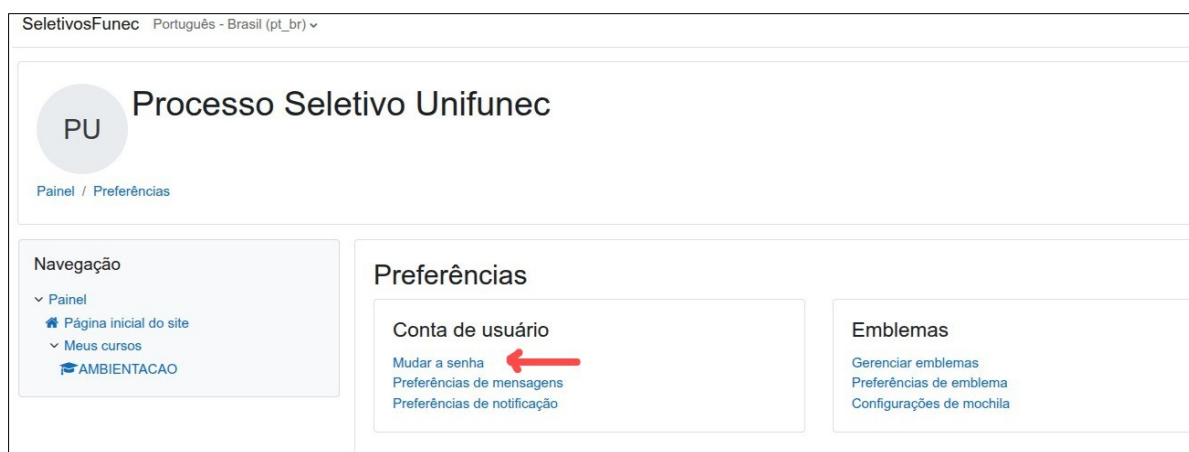 SeletivosFunec Português - Brasil (pt_br)
PU
Processo Seletivo Unifunec
Painel / Preferências
Navegação
Painel
Página inicial do site
Meus cursos
AMBIENTACAO
Preferências
Conta de usuário
Mudar a senha
Preferências de mensagens
Preferências de notificação
Emblemas
Gerenciar emblemas
Preferências de emblema
Configurações de mochila